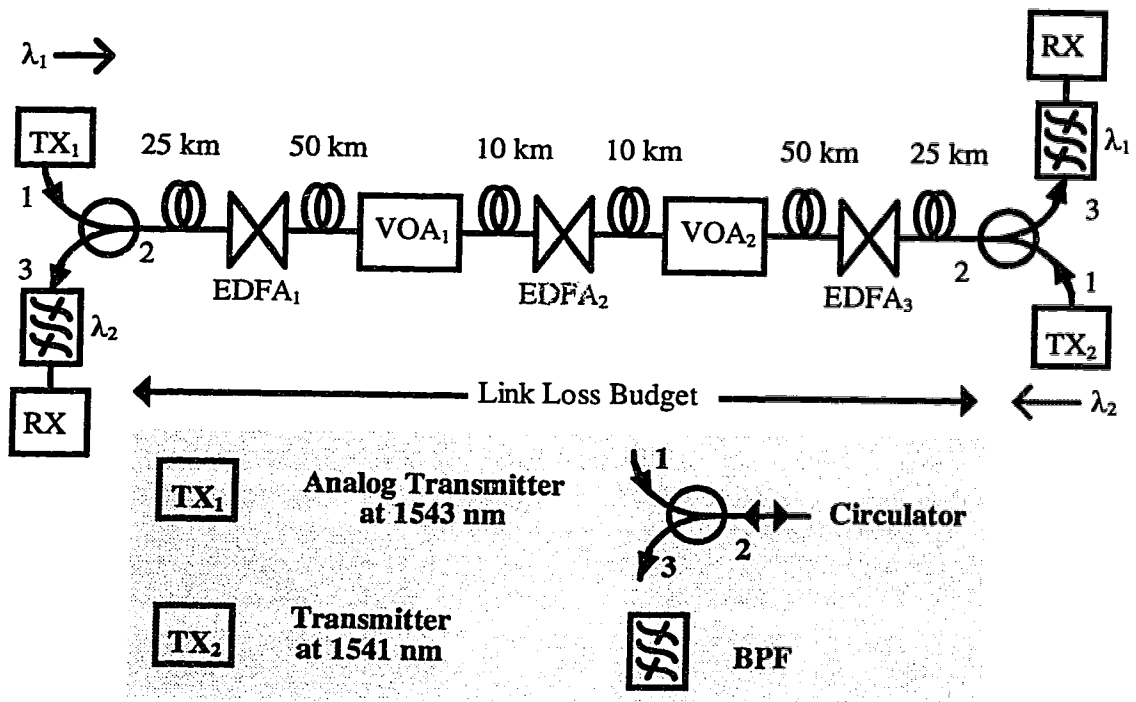 λ₁
TX₁
1
2
3
λ₂
RX
25 km
50 km
10 km
10 km
50 km
25 km
VOA₁
VOA₂
EDFA₁
EDFA₂
EDFA₃
RX
λ₁
3
2
1
TX₂
Link Loss Budget
λ₂
TX₁
Analog Transmitter
at 1543 nm
1
2
3
Circulator
TX₂
Transmitter
at 1541 nm
BPF